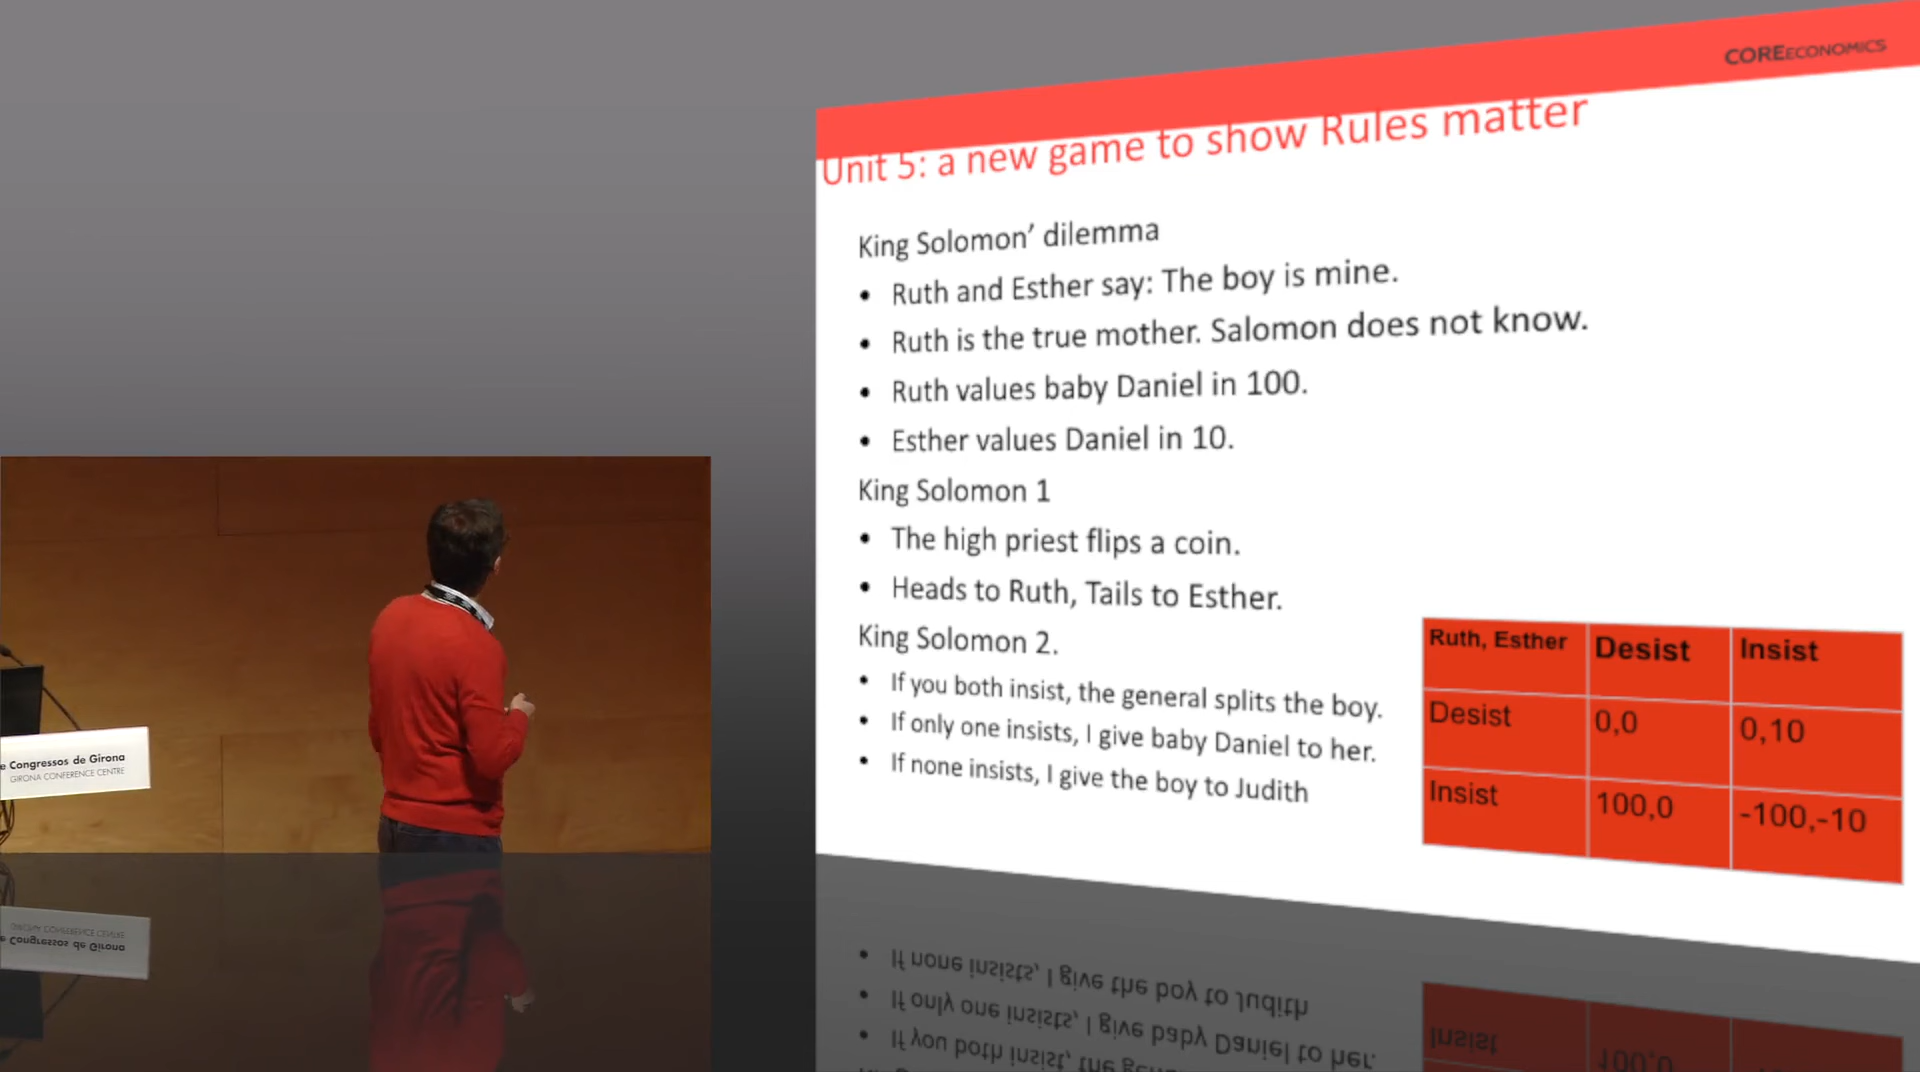 COREECONOMICS
Unit 5: a new game to show Rules matter
King Solomon’ dilemma
• Ruth and Esther say: The boy is mine.
• Ruth is the true mother. Salomon does not know.
• Ruth values baby Daniel in 100.
• Esther values Daniel in 10.
King Solomon 1
• The high priest flips a coin.
• Heads to Ruth, Tails to Esther.
King Solomon 2.
• If you both insist, the general splits the boy.
• If only one insists, I give baby Daniel to her.
• If none insists, I give the boy to Judith
Ruth, Esther Desist Insist
Desist 0,0 0,10
Insist 100,0 -100,-10
e Congressos de Girona
GIRONA CONFERENCE CENTRE